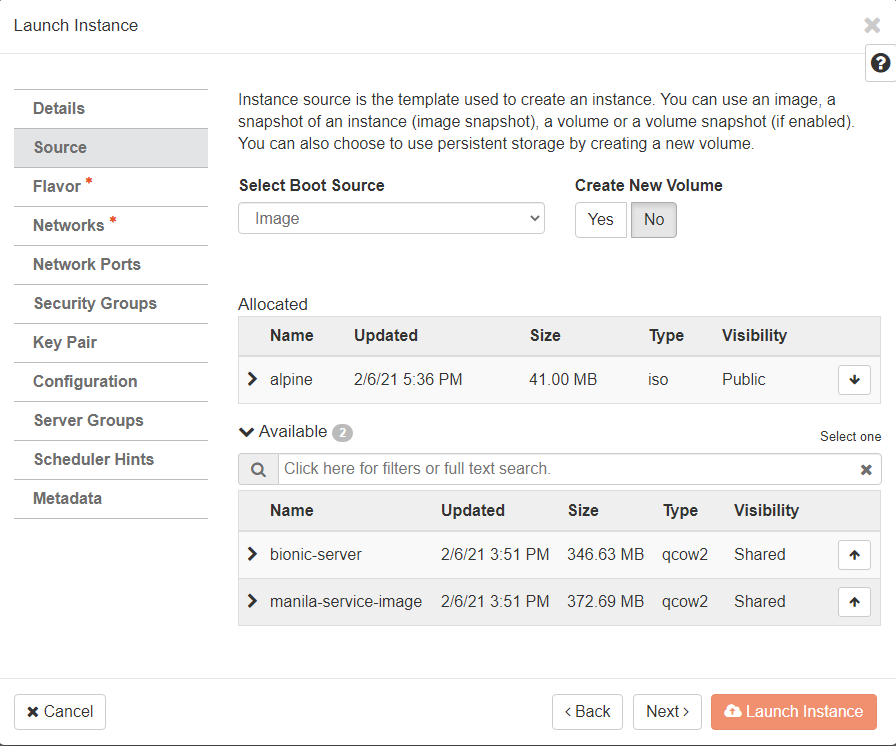 Launch Instance
Details
Source
Flavor *
Networks *
Network Ports
Security Groups
Key Pair
Configuration
Server Groups
Scheduler Hints
Metadata
Instance source is the template used to create an instance. You can use an image, a
snapshot of an instance (image snapshot), a volume or a volume snapshot (if enabled).
You can also choose to use persistent storage by creating a new volume.
Select Boot Source
Image
Create New Volume
Yes No
Allocated
Name Updated Size Type Visibility
alpine 2/6/21 5:36 PM 41.00 MB iso Public
Available 2
Select one
Click here for filters or full text search.
Name Updated Size Type Visibility
bionic-server 2/6/21 3:51 PM 346.63 MB qcow2 Shared
manila-service-image 2/6/21 3:51 PM 372.69 MB qcow2 Shared
Cancel
< Back
Next >
Launch Instance